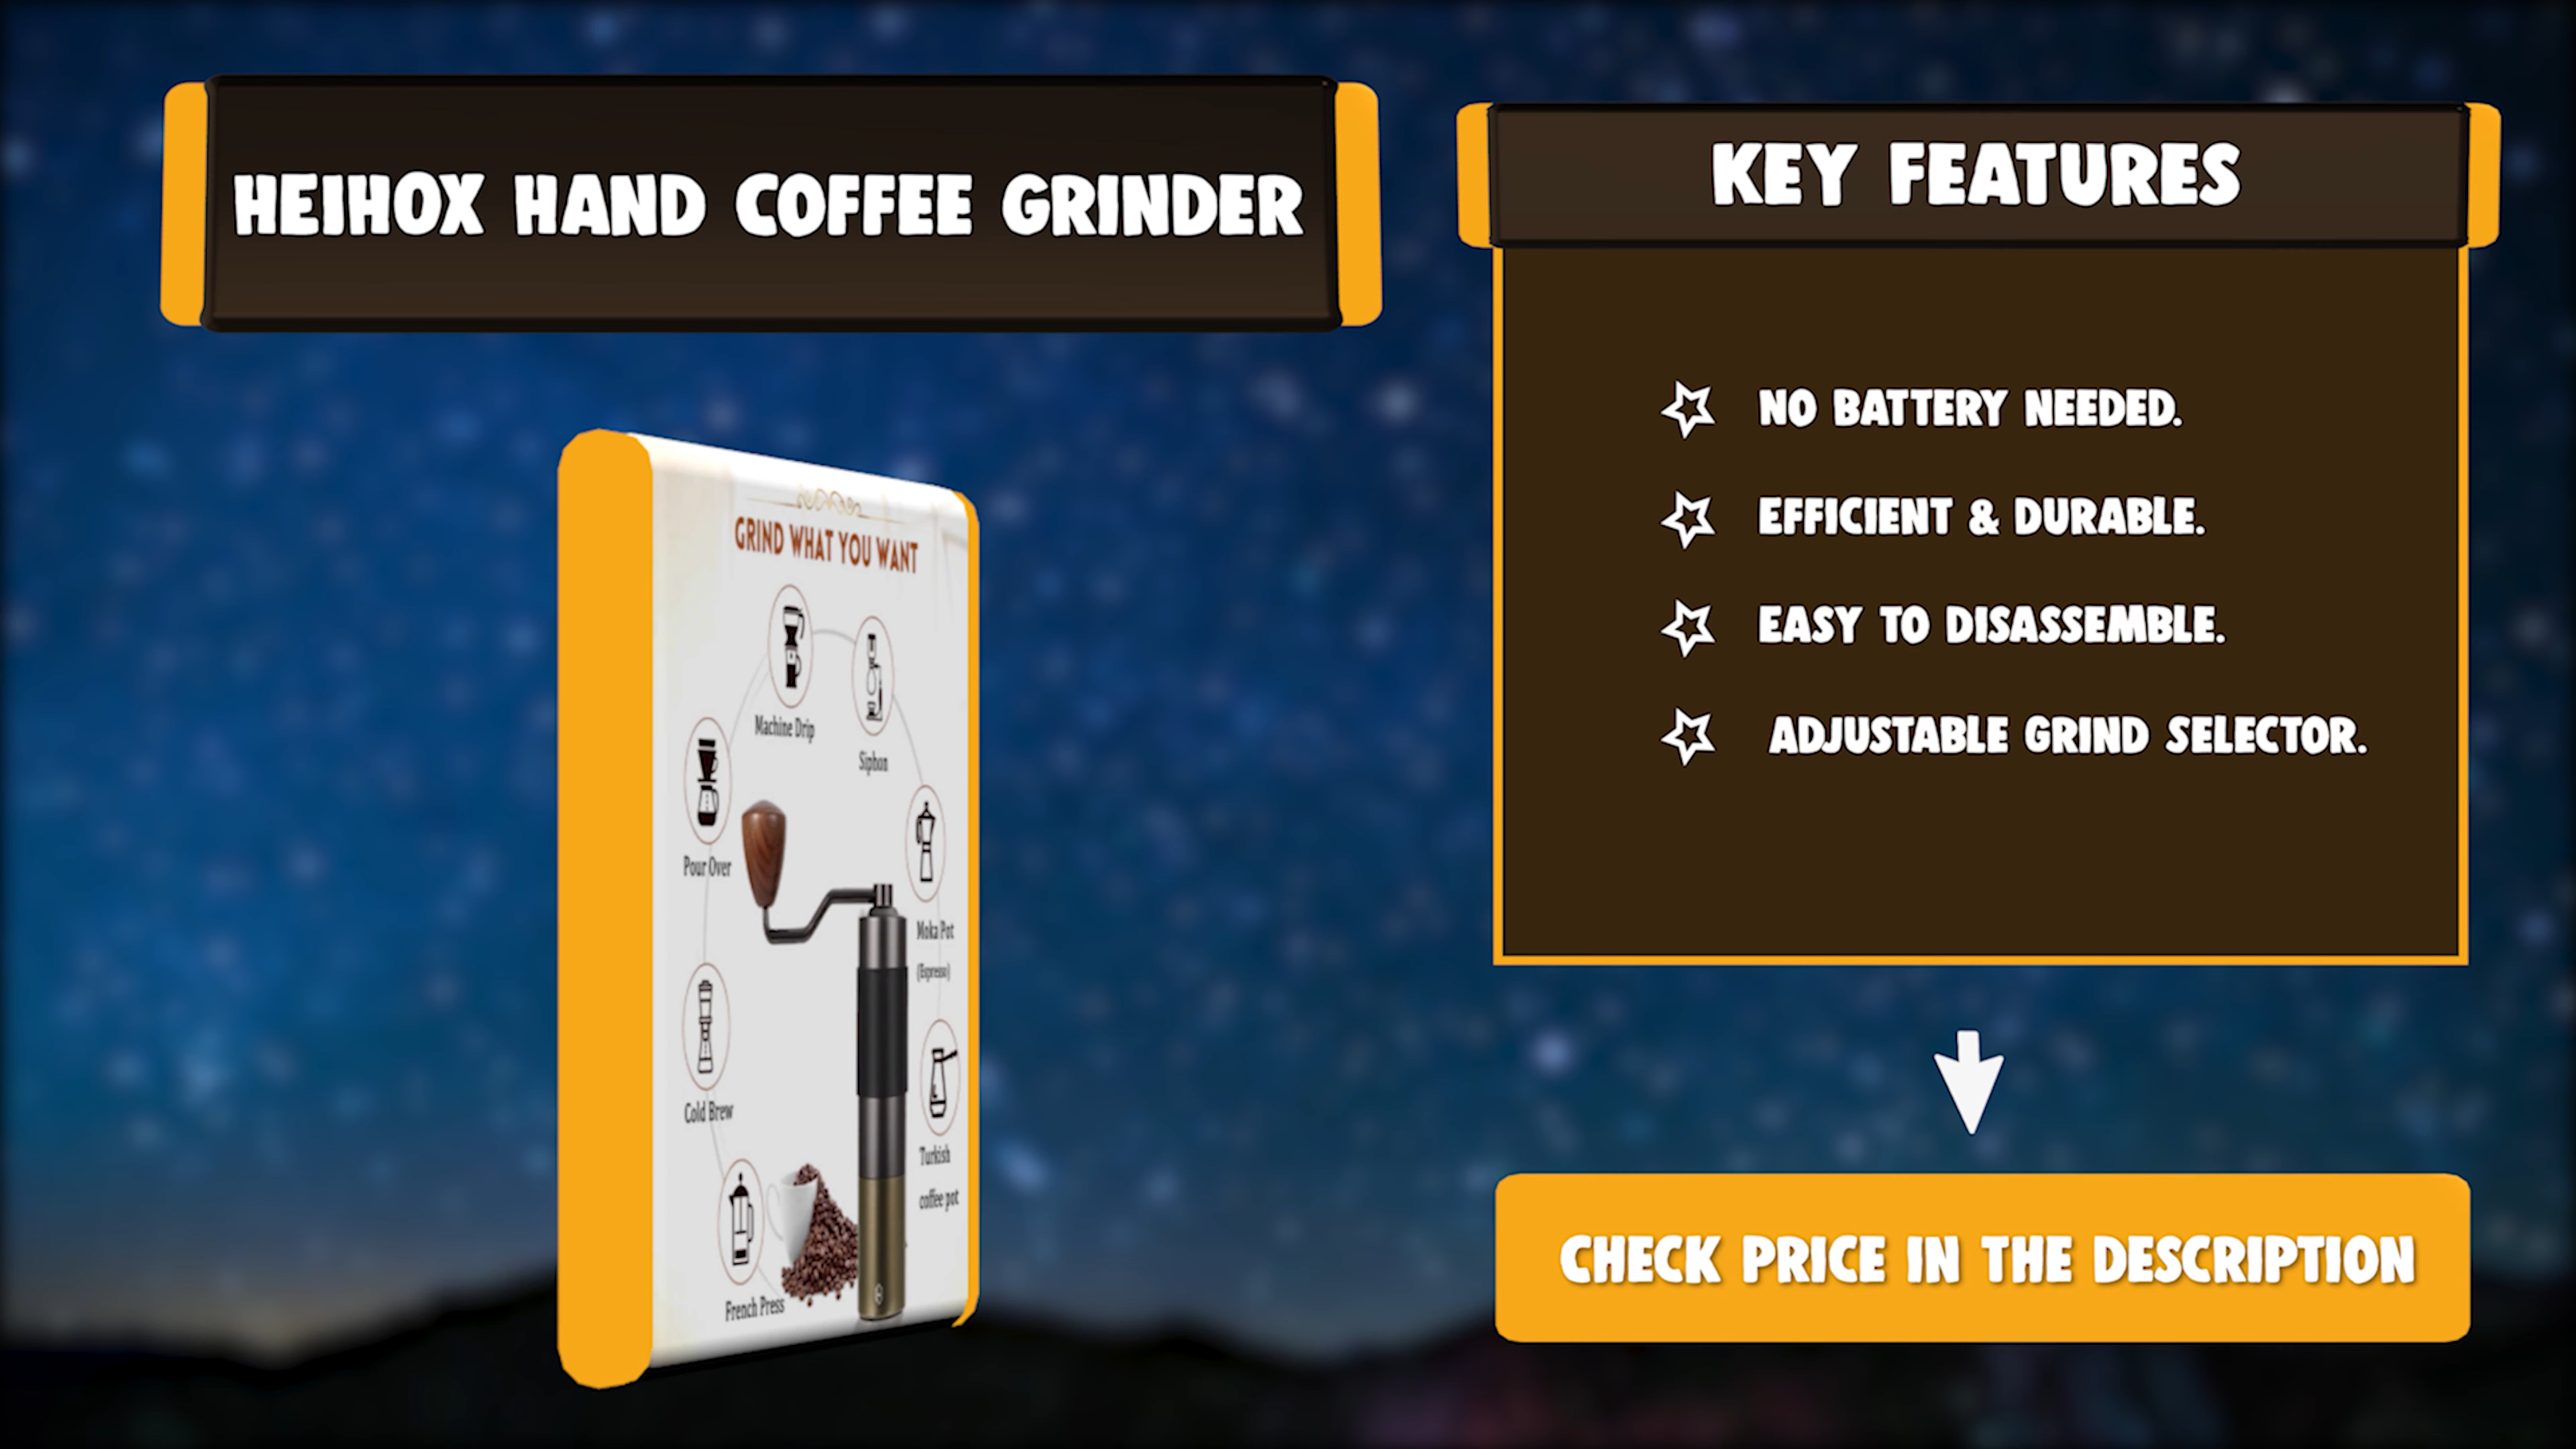 HEIHOX HAND COFFEE GRINDER
KEY FEATURES
NO BATTERY NEEDED.
EFFICIENT & DURABLE.
EASY TO DISASSEMBLE.
ADJUSTABLE GRIND SELECTOR.
CHECK PRICE IN THE DESCRIPTION
GRIND WHAT YOU WANT
Machine Drip
Siphon
Pour Over
Moka Pot
(Espresso)
Cold Brew
Turkish
coffee pot
French Press